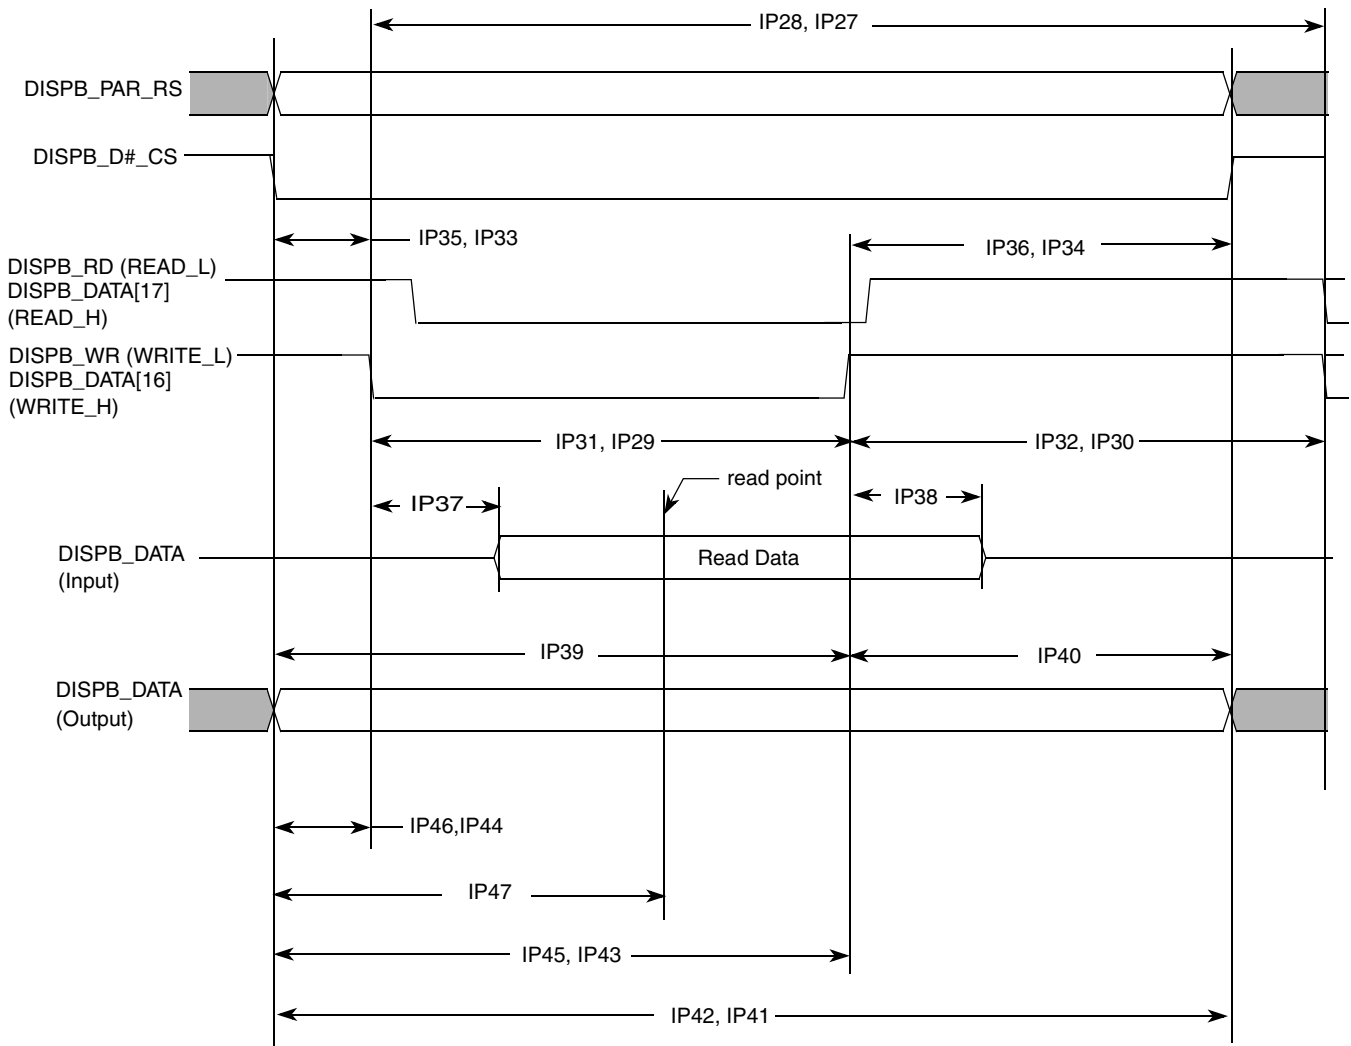 IP28, IP27
DISPB_PAR_RS
DISPB_D#_CS
IP35, IP33
IP36, IP34
DISPB_RD (READ_L)
DISPB_DATA[17]
(READ_H)
DISPB_WR (WRITE_L)
DISPB_DATA[16]
(WRITE_H)
IP31, IP29
IP32, IP30
read point
IP37
IP38
DISPB_DATA
(Input)
Read Data
IP39
IP40
DISPB_DATA
(Output)
IP46,IP44
IP47
IP45, IP43
IP42, IP41